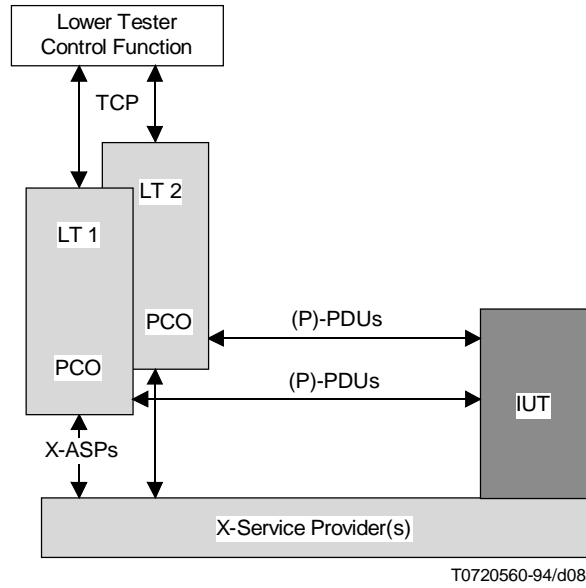 Lower Tester
Control Function
TCP
LT 2
LT 1
(P)-PDUs
PCO
(P)-PDUs
PCO
IUT
X-ASPs
X-Service Provider(s)
T0720560-94/d08